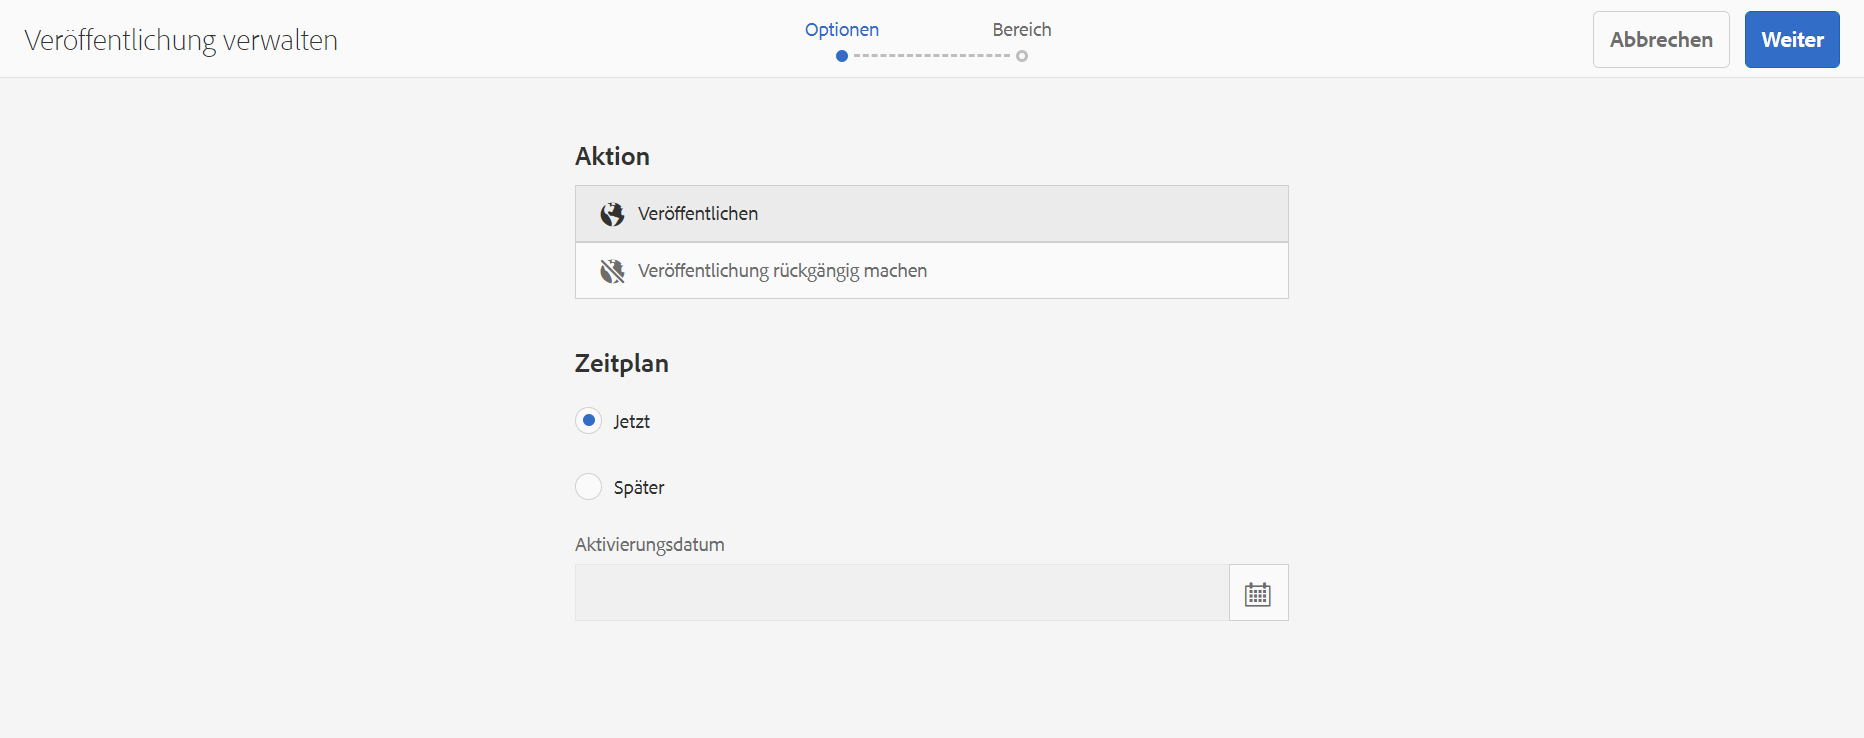 Veröffentlichung verwalten
Optionen
Bereich
Abbrechen
Weiter
Aktion
Veröffentlichen
Veröffentlichung rückgängig machen
Zeitplan
Jetzt
Später
Aktivierungsdatum